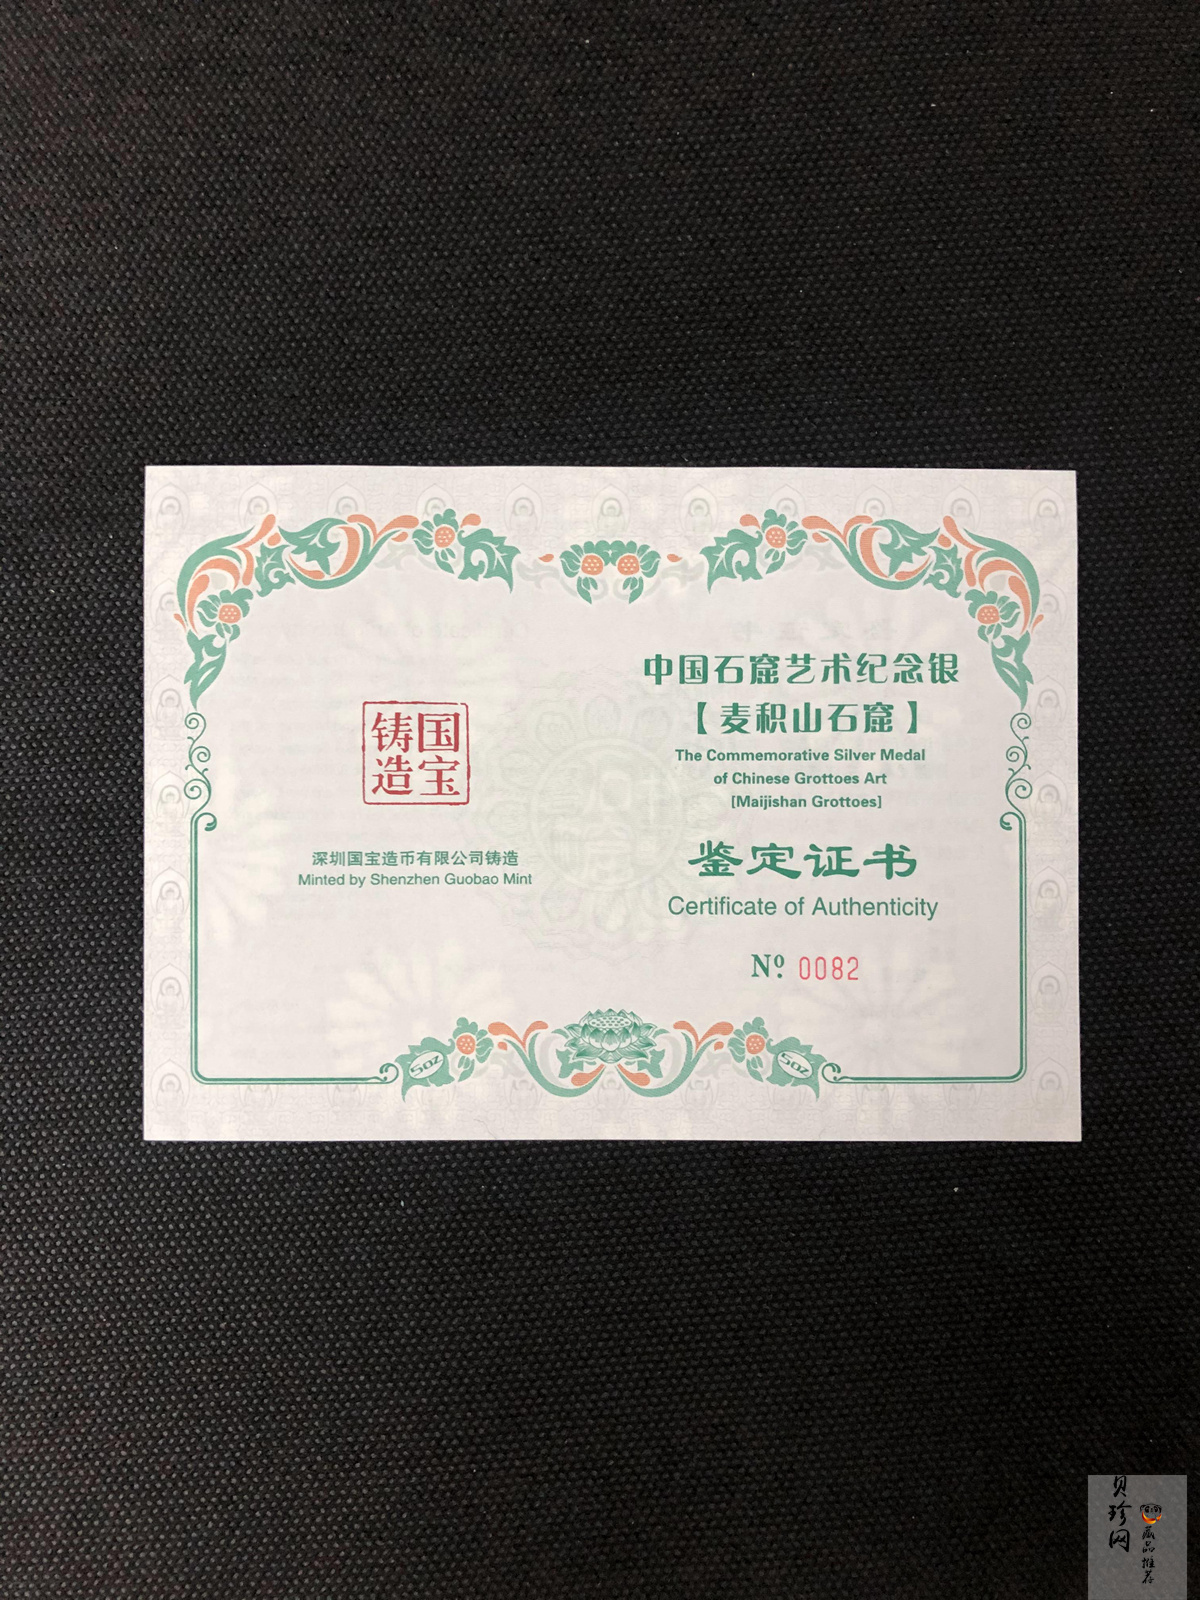 国宝
铸造
深圳国宝造币有限公司铸造
Minted by Shenzhen Guobao Mint
中国石窟艺术纪念银
【麦积山石窟】
The Commemorative Silver Medal
of Chinese Grottoes Art
[Maijishan Grottoes]
鉴定证书
Certificate of Authenticity
Nº. 0082
5oz
5oz
贝珍网
藏品推荐